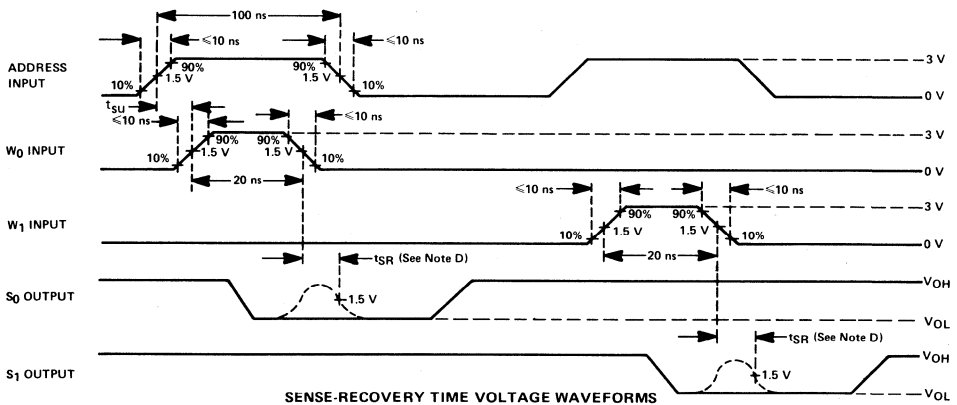 100 ns
≤10 ns ≤10 ns
ADDRESS
INPUT
10% 90% 1.5 V 90% 1.5 V 10% 3 V 0 V
tsu
≤10 ns ≤10 ns
W0 INPUT
10% 90% 1.5 V 90% 1.5 V 10% 3 V 0 V
20 ns
≤10 ns ≤10 ns
W1 INPUT
10% 90% 1.5 V 90% 1.5 V 10% 3 V 0 V
20 ns
tSR (See Note D)
S0 OUTPUT
1.5 V
VOH
VOL
tSR (See Note D)
S1 OUTPUT
1.5 V
VOH
VOL
SENSE-RECOVERY TIME VOLTAGE WAVEFORMS